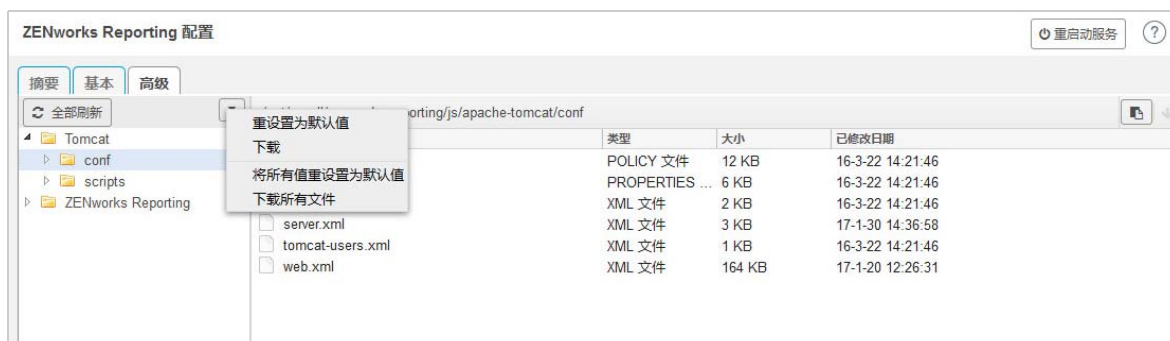 ZENworks Reporting 配置
重启动服务
?
摘要 基本 高级
全部刷新
orting/js/apache-tomcat/conf
重设置为默认值
下载
将所有值重设置为默认值
下载所有文件
Tomcat
conf
scripts
ZENworks Reporting
类型 大小 已修改日期
POLICY 文件 12 KB 16-3-22 14:21:46
PROPERTIES ... 6 KB 16-3-22 14:21:46
XML 文件 2 KB 16-3-22 14:21:46
server.xml XML 文件 3 KB 17-1-30 14:36:58
tomcat-users.xml XML 文件 1 KB 16-3-22 14:21:46
web.xml XML 文件 164 KB 17-1-20 12:26:31